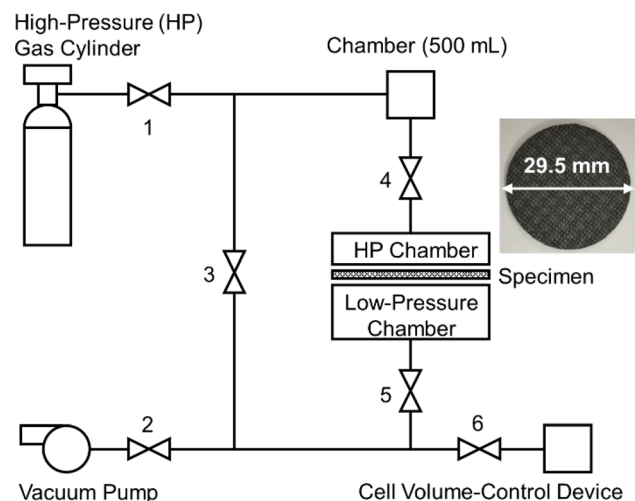 High-Pressure (HP)
Gas Cylinder
Chamber (500 mL)
1
4
29.5 mm
HP Chamber
3
Specimen
Low-Pressure
Chamber
5
2
6
Vacuum Pump
Cell Volume-Control Device